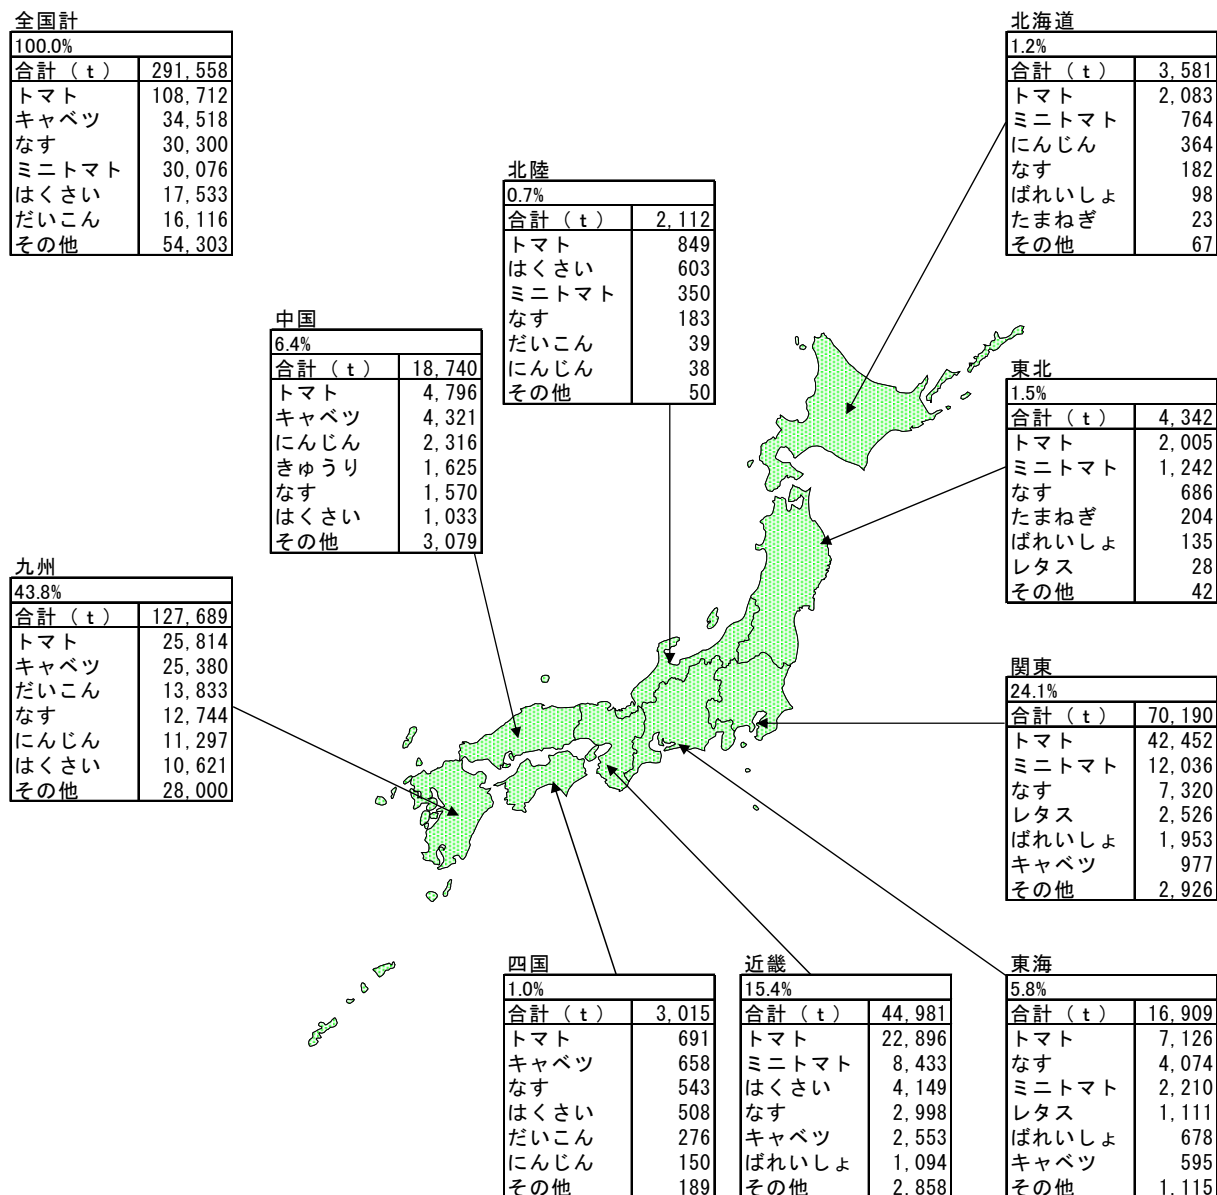 全国計
100.0%
合計（ｔ） 291,558
トマト 108,712
キャベツ 34,518
なす 30,300
ミニトマト 30,076
はくさい 17,533
だいこん 16,116
その他 54,303
北海道
1.2%
合計（ｔ） 3,581
トマト 2,083
ミニトマト 764
にんじん 364
なす 182
ばれいしょ 98
たまねぎ 23
その他 67
北陸
0.7%
合計（ｔ） 2,112
トマト 849
はくさい 603
ミニトマト 350
なす 183
だいこん 39
にんじん 38
その他 50
中国
6.4%
合計（ｔ） 18,740
トマト 4,796
キャベツ 4,321
にんじん 2,316
きゅうり 1,625
なす 1,570
はくさい 1,033
その他 3,079
東北
1.5%
合計（ｔ） 4,342
トマト 2,005
ミニトマト 1,242
なす 686
たまねぎ 204
ばれいしょ 135
レタス 28
その他 42
九州
43.8%
合計（ｔ） 127,689
トマト 25,814
キャベツ 25,380
だいこん 13,833
なす 12,744
にんじん 11,297
はくさい 10,621
その他 28,000
関東
24.1%
合計（ｔ） 70,190
トマト 42,452
ミニトマト 12,036
なす 7,320
レタス 2,526
ばれいしょ 1,953
キャベツ 977
その他 2,926
四国
1.0%
合計（ｔ） 3,015
トマト 691
キャベツ 658
なす 543
はくさい 508
だいこん 276
にんじん 150
その他 189
近畿
15.4%
合計（ｔ） 44,981
トマト 22,896
ミニトマト 8,433
はくさい 4,149
なす 2,998
キャベツ 2,553
ばれいしょ 1,094
その他 2,858
東海
5.8%
合計（ｔ） 16,909
トマト 7,126
なす 4,074
ミニトマト 2,210
レタス 1,111
ばれいしょ 678
キャベツ 595
その他 1,115